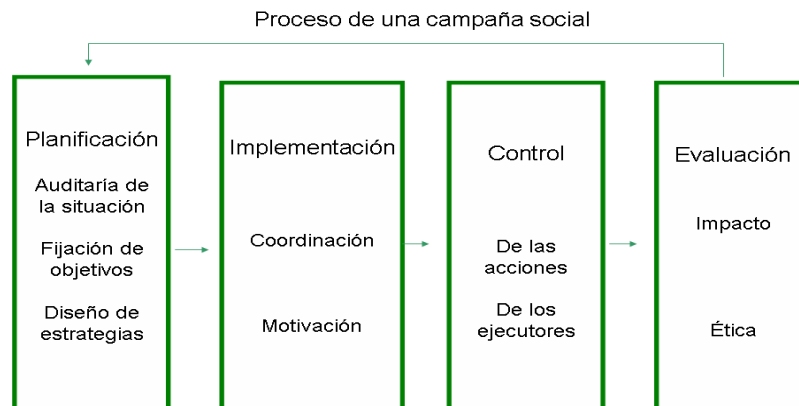 Proceso de una campaña social
Planificación
Auditaría de
la situación
Fijación de
objetivos
Diseño de
estrategias
Implementación
Coordinación
Motivación
Control
De las
acciones
De los
ejecutores
Evaluación
Impacto
Ética